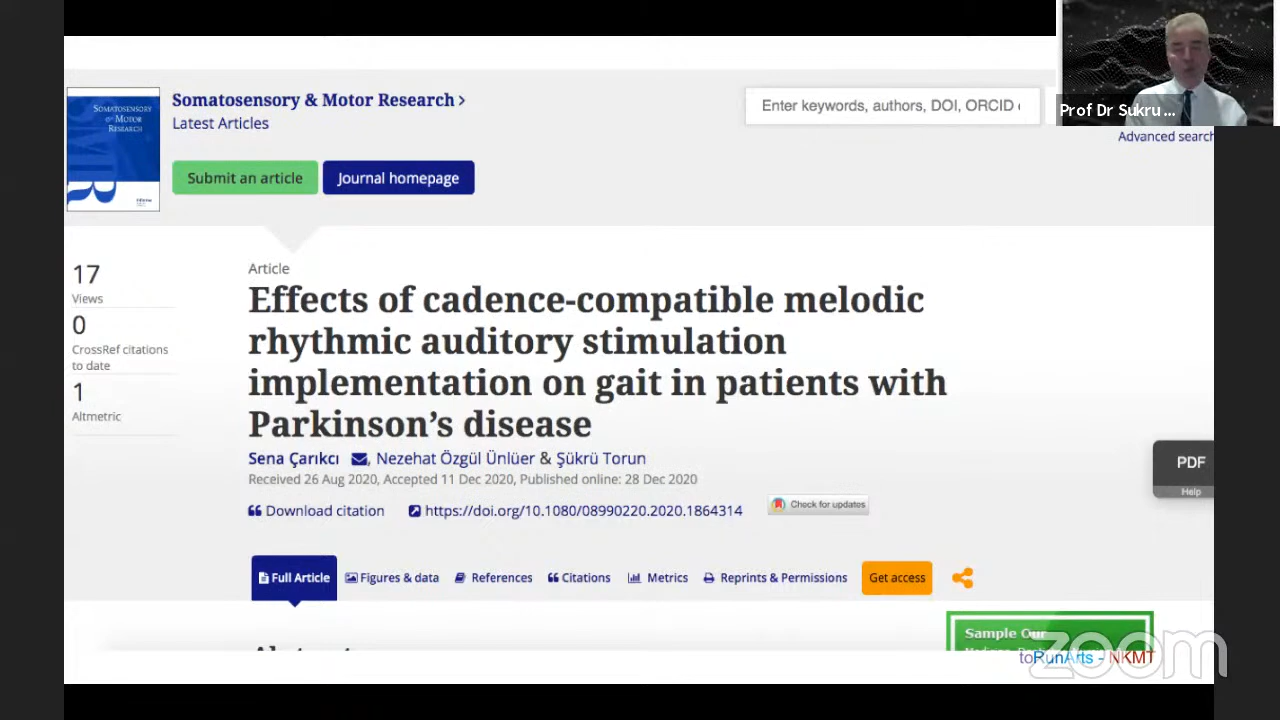 Somatosensory & Motor Research >
Latest Articles
SOMATOSENSORY
& MOTOR
RESEARCH
Enter keywords, authors, DOI, ORCID
Prof Dr Sukru ...
Advanced search
Submit an article
Journal homepage
17
Views
0
CrossRef citations
to date
1
Altmetric
Article
Effects of cadence-compatible melodic
rhythmic auditory stimulation
implementation on gait in patients with
Parkinson’s disease
Sena Çarıkcı , Nezehat Özgül Ünlüer & Şükrü Torun
Received 26 Aug 2020, Accepted 11 Dec 2020, Published online: 28 Dec 2020
Download citation
https://doi.org/10.1080/08990220.2020.1864314
Check for updates
PDF
Help
Full Article
Figures & data
References
Citations
Metrics
Reprints & Permissions
Get access
Sample Our
toRunArts - NKMT
zoom